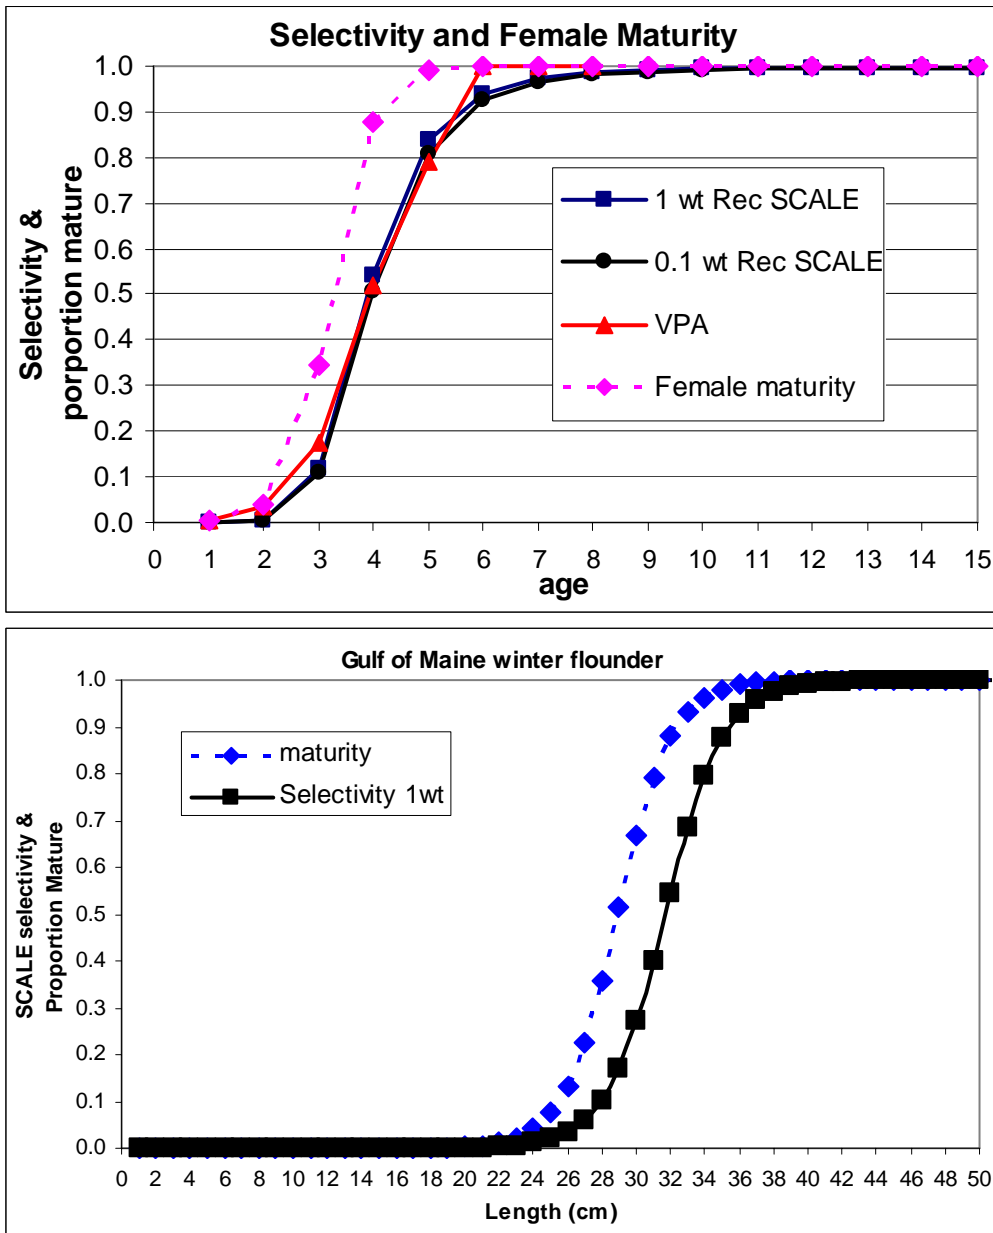 Selectivity and Female Maturity
Selectivity &
porportion mature
1.0
0.9
0.8
0.7
0.6
0.5
0.4
0.3
0.2
0.1
0.0
1 wt Rec SCALE
0.1 wt Rec SCALE
VPA
Female maturity
0 1 2 3 4 5 6 7 8 9 10 11 12 13 14 15
age
Gulf of Maine winter flounder
SCALE selectivity &
Proportion Mature
1.0
0.9
0.8
0.7
0.6
0.5
0.4
0.3
0.2
0.1
0.0
maturity
Selectivity 1wt
0 2 4 6 8 10 12 14 16 18 20 22 24 26 28 30 32 34 36 38 40 42 44 46 48 50
Length (cm)